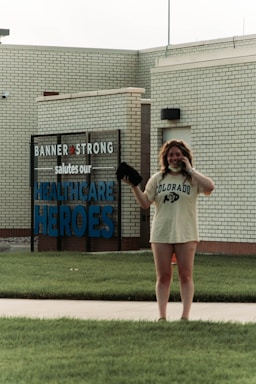 BANNER STRONG
salutes our
HEALTHCARE
HEROES
COLORADO